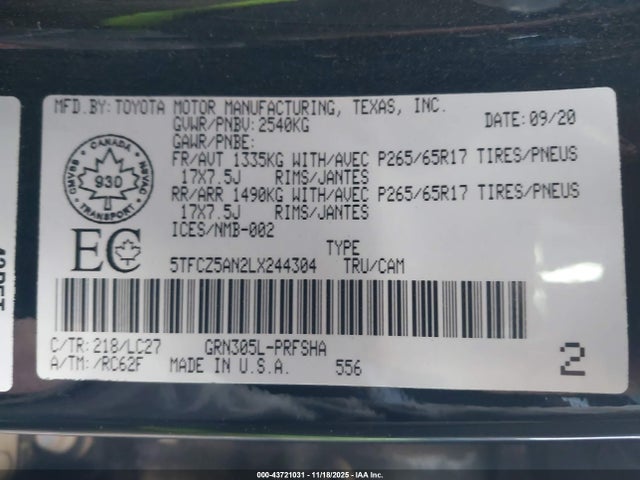 MFD.BY: TOYOTA MOTOR MANUFACTURING, TEXAS, INC.
GVWR/PNBV: 2540KG DATE: 09/20
GAWR/PNBE:
FR/AVT 1335KG WITH/AVEC P265/65R17 TIRES/PNEUS
17X7.5J RIMS/JANTES
RR/ARR 1490KG WITH/AVEC P265/65R17 TIRES/PNEUS
17X7.5J RIMS/JANTES
ICES/NMB-002
CANADA
930
TRANSPORT
EC
TYPE
5TFCZ5AN2LX244304 TRU/CAM
C/TR: 218/LC27 GRN305L-PRFSHA
A/TM: /RC62F MADE IN U.S.A. 556
2
000-43721031 - 11/18/2025 - IAA Inc.